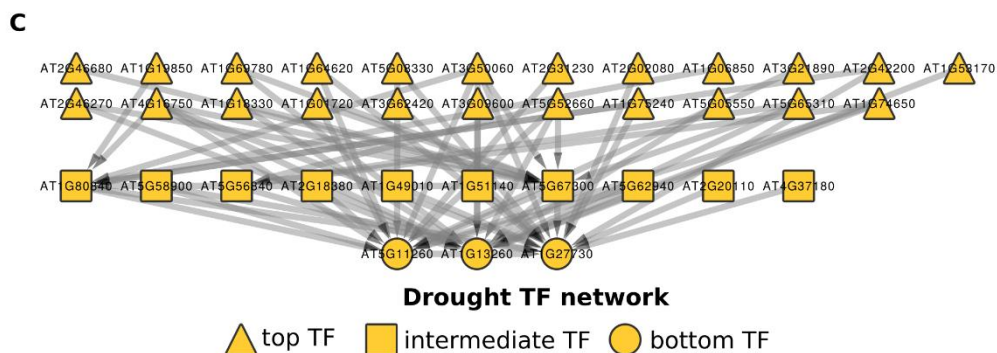 C
AT2G46680 AT1G19850 AT1G69780 AT1G64620 AT5G03330 AT3G50060 AT2G31230 AT2G02080 AT1G06850 AT3G21890 AT2G42200 AT1G53170
AT2G46270 AT4G16750 AT1G18330 AT1G01720 AT3G62420 AT3G09600 AT5G52660 AT1G75240 AT5G05550 AT5G65310 AT1G74650
AT1G80840 AT5G58900 AT5G56840 AT2G18380 AT1G49010 AT1G51140 AT5G67300 AT5G62940 AT2G20110 AT4G37180
AT5G11260 AT1G13260 AT1G27730
Drought TF network
top TF intermediate TF bottom TF